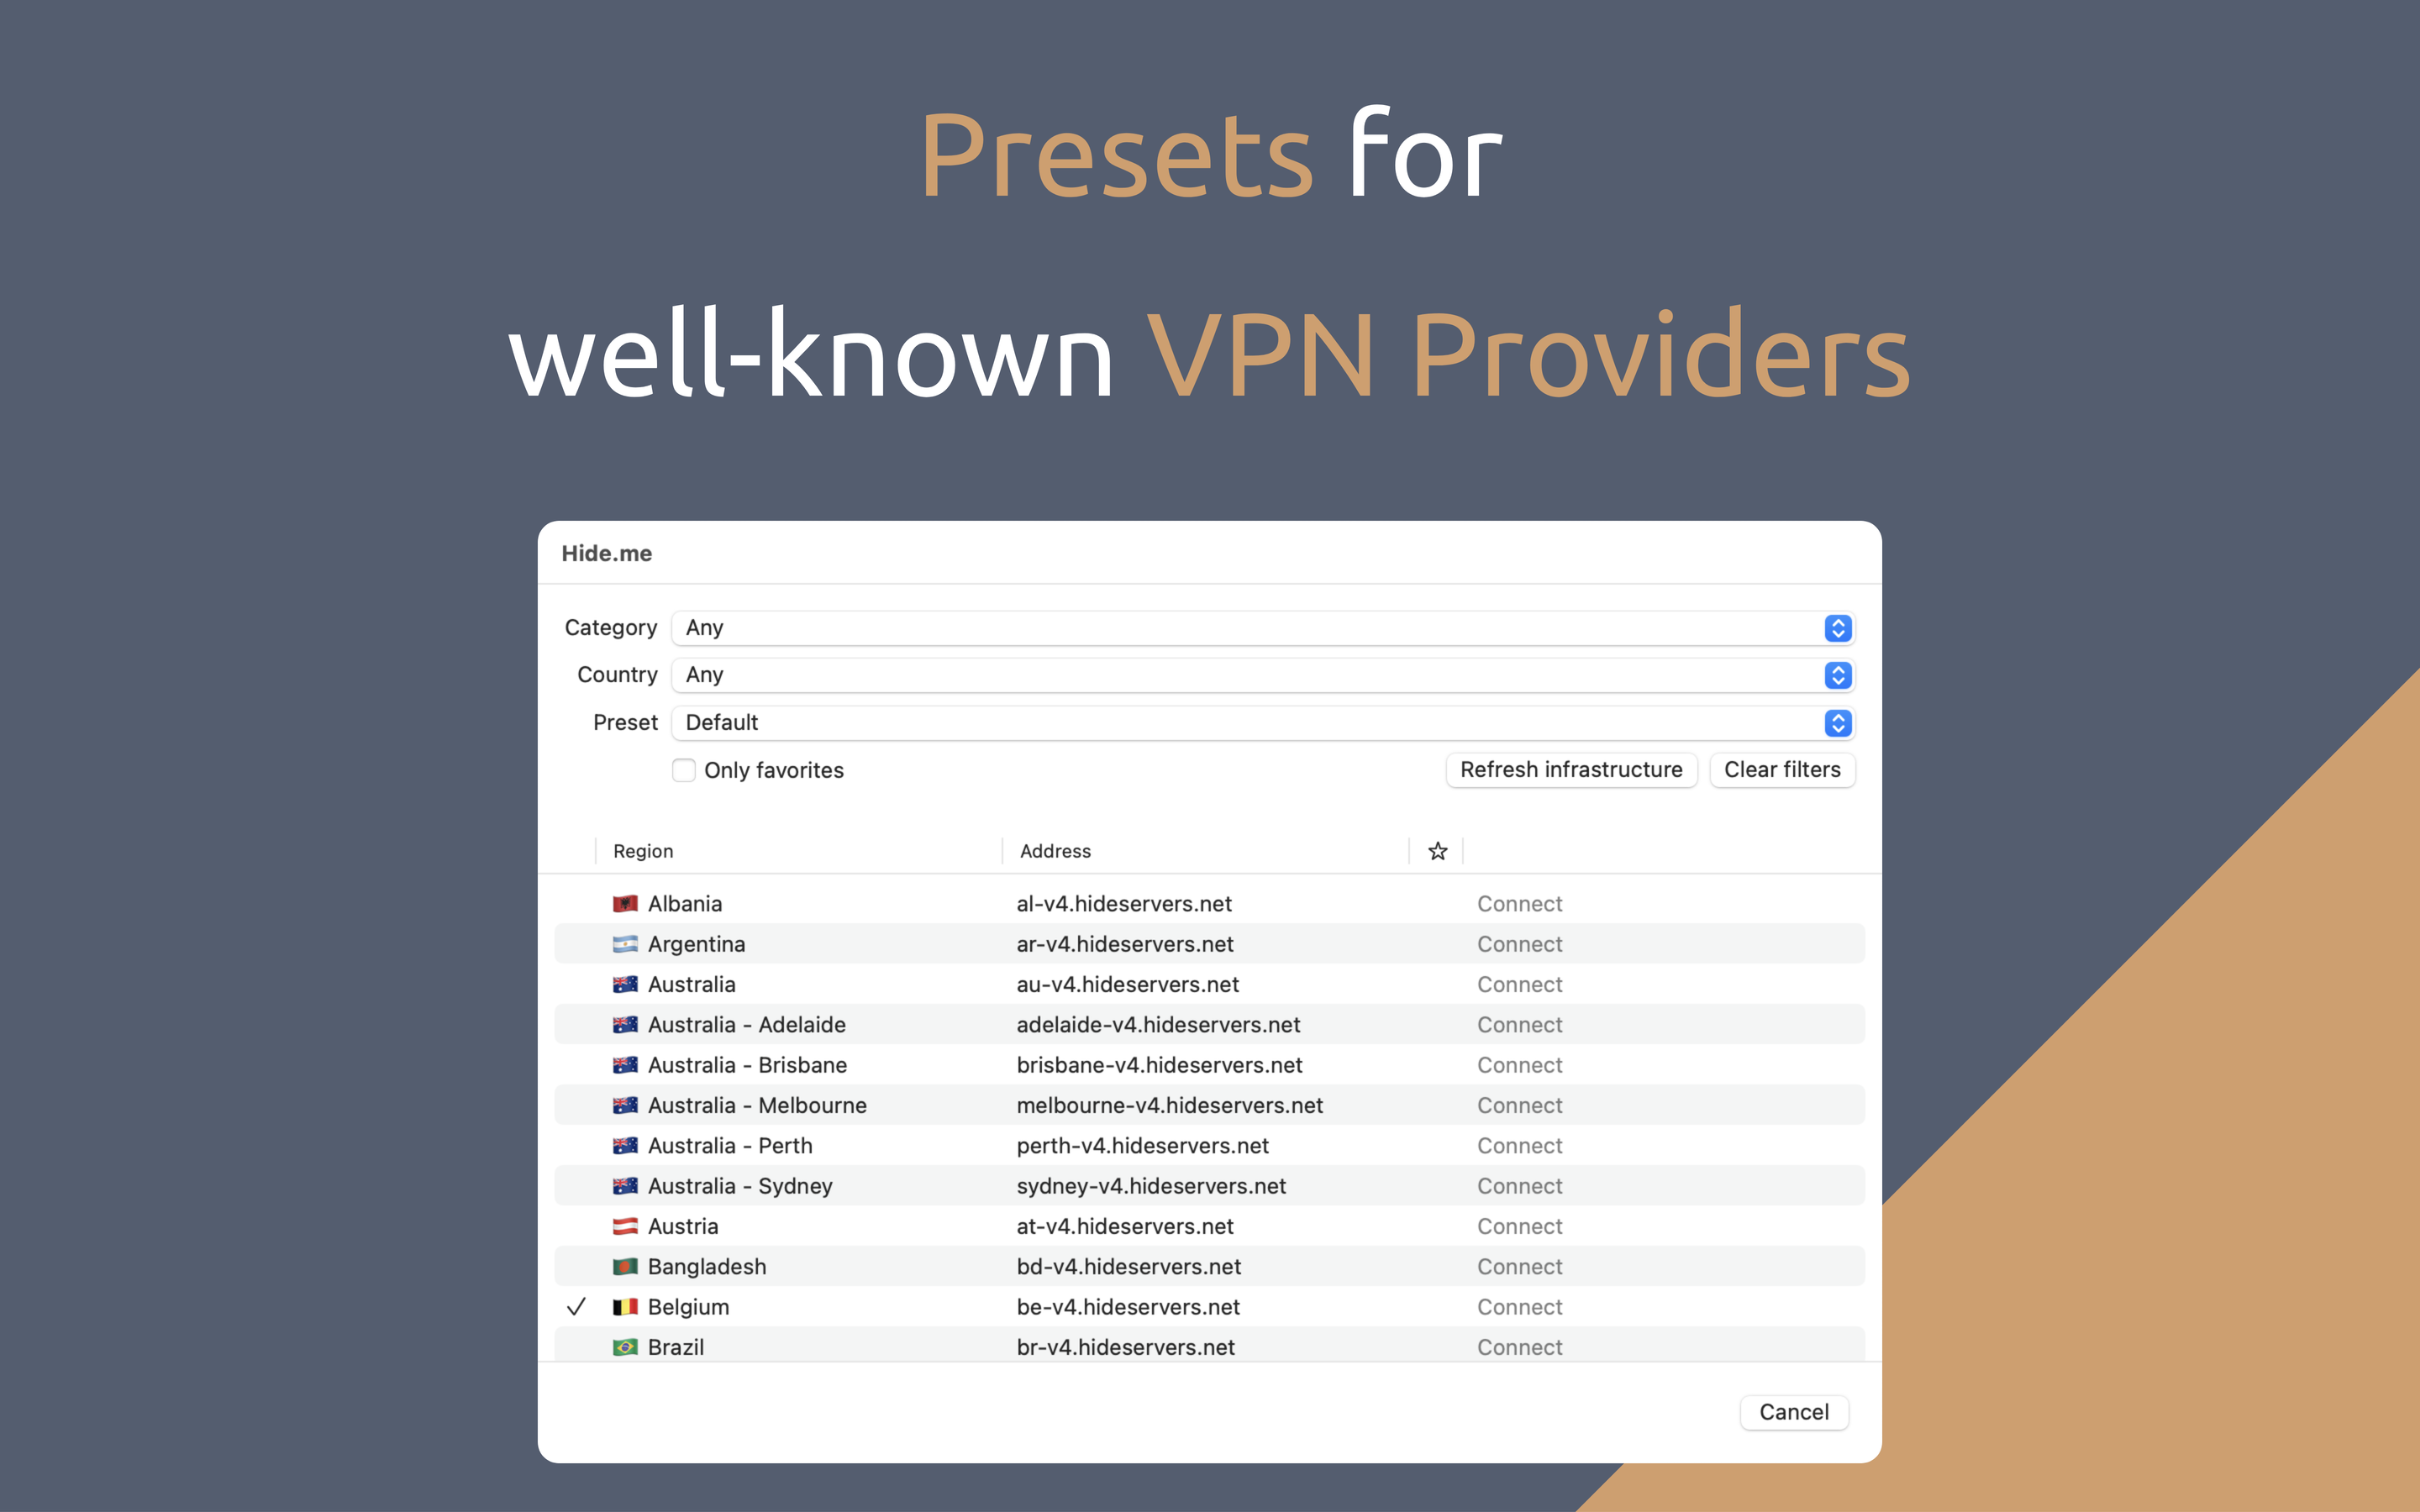 Presets for
well-known VPN Providers
Hide.me
Category Any
Country Any
Preset Default
Only favorites Refresh infrastructure Clear filters
Region Address
Albania al-v4.hideservers.net Connect
Argentina ar-v4.hideservers.net Connect
Australia au-v4.hideservers.net Connect
Australia - Adelaide adelaide-v4.hideservers.net Connect
Australia - Brisbane brisbane-v4.hideservers.net Connect
Australia - Melbourne melbourne-v4.hideservers.net Connect
Australia - Perth perth-v4.hideservers.net Connect
Australia - Sydney sydney-v4.hideservers.net Connect
Austria at-v4.hideservers.net Connect
Bangladesh bd-v4.hideservers.net Connect
Belgium be-v4.hideservers.net Connect
Brazil br-v4.hideservers.net Connect
Cancel